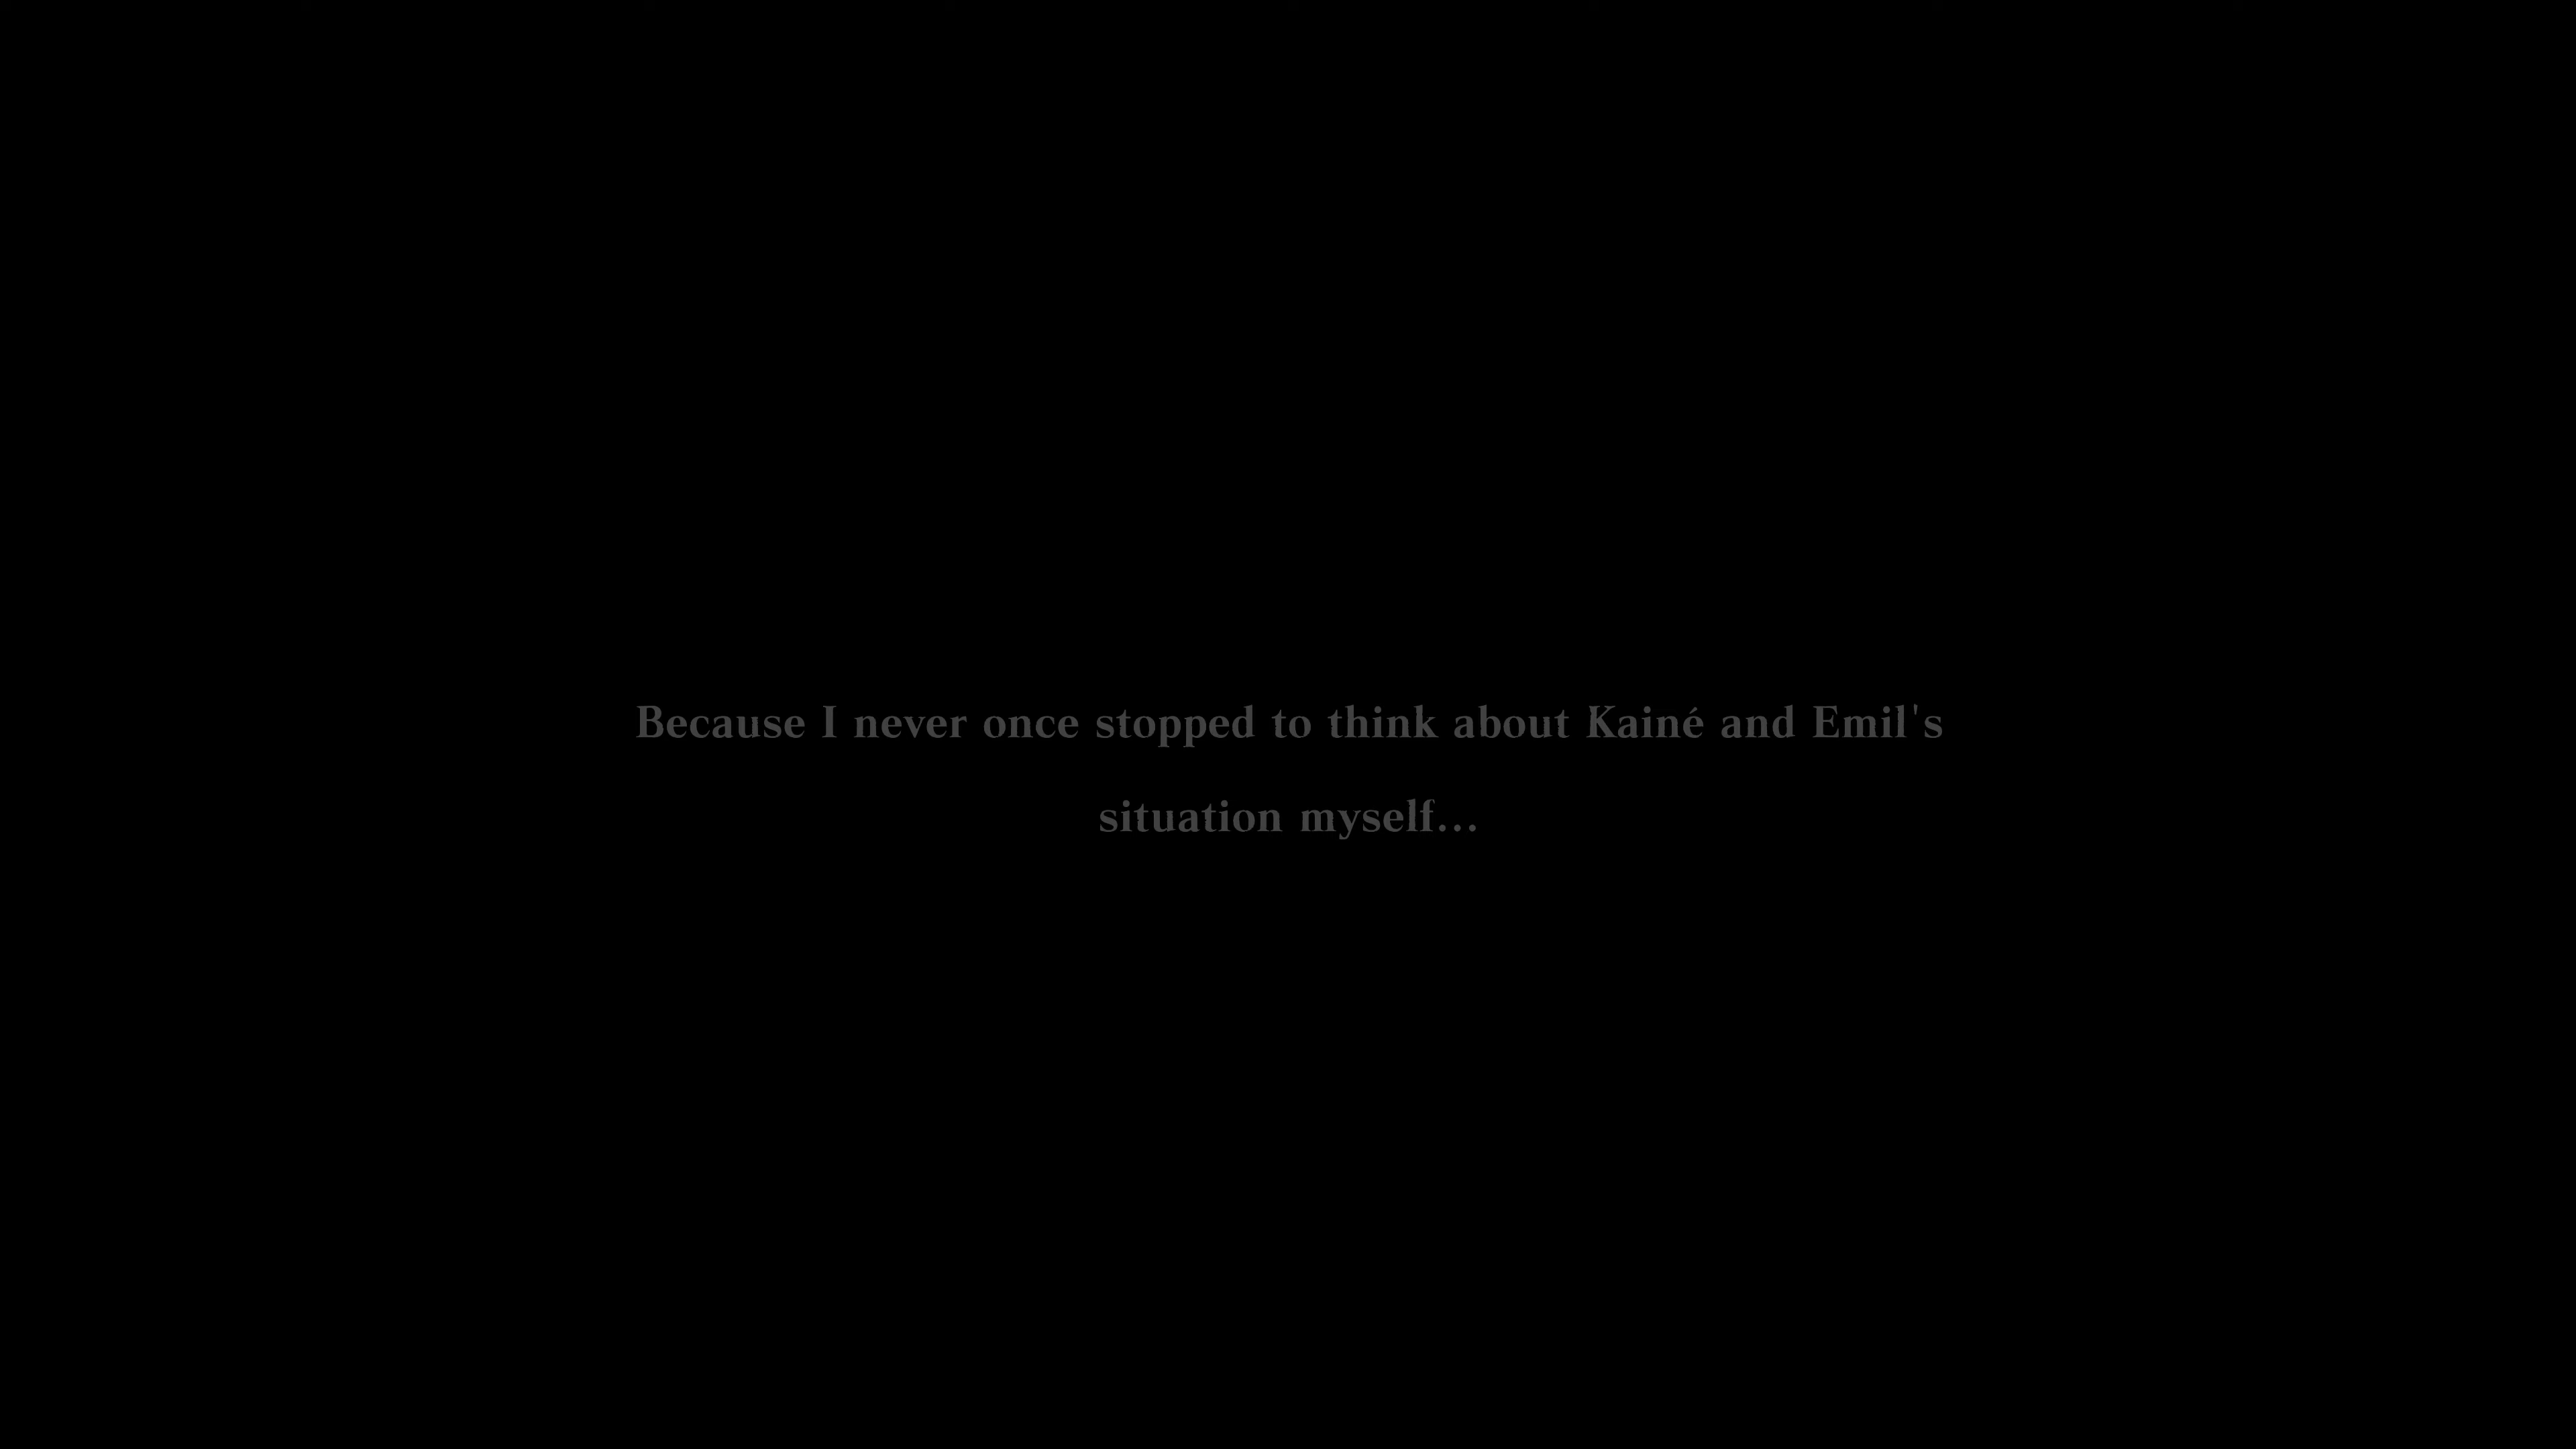 Because I never once stopped to think about Kainé and Emil's
situation myself...